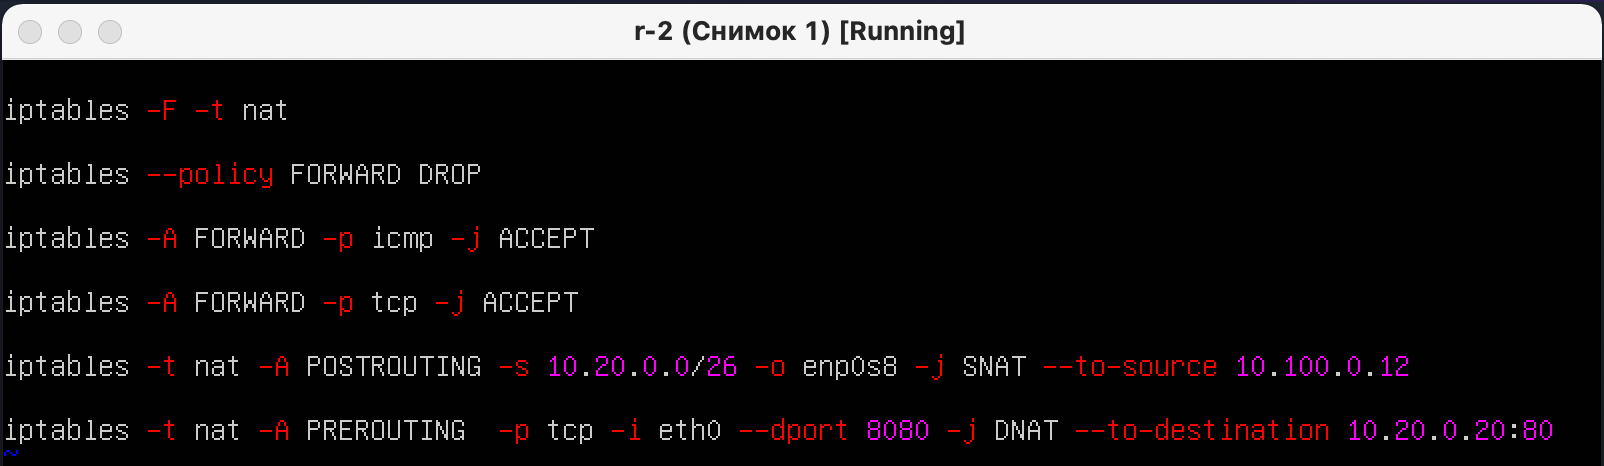 r-2 (Снимок 1) [Running]
iptables -F -t nat
iptables --policy FORWARD DROP
iptables -A FORWARD -p icmp -j ACCEPT
iptables -A FORWARD -p tcp -j ACCEPT
iptables -t nat -A POSTROUTING -s 10.20.0.0/26 -o enp0s8 -j SNAT --to-source 10.100.0.12
iptables -t nat -A PREROUTING  -p tcp -i eth0 --dport 8080 -j DNAT --to-destination 10.20.0.20:80
~